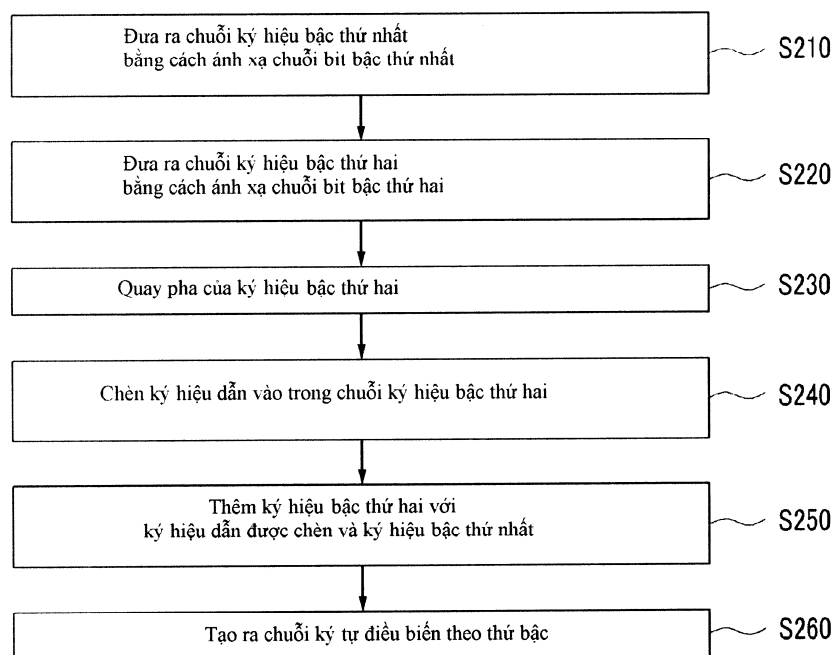 Đưa ra chuỗi ký hiệu bậc thứ nhất
bằng cách ánh xạ chuỗi bit bậc thứ nhất
S210
Đưa ra chuỗi ký hiệu bậc thứ hai
bằng cách ánh xạ chuỗi bit bậc thứ hai
S220
Quay pha của ký hiệu bậc thứ hai
S230
Chèn ký hiệu dẫn vào trong chuỗi ký hiệu bậc thứ hai
S240
Thêm ký hiệu bậc thứ hai với
ký hiệu dẫn được chèn và ký hiệu bậc thứ nhất
S250
Tạo ra chuỗi ký tự điều biến theo thứ bậc
S260